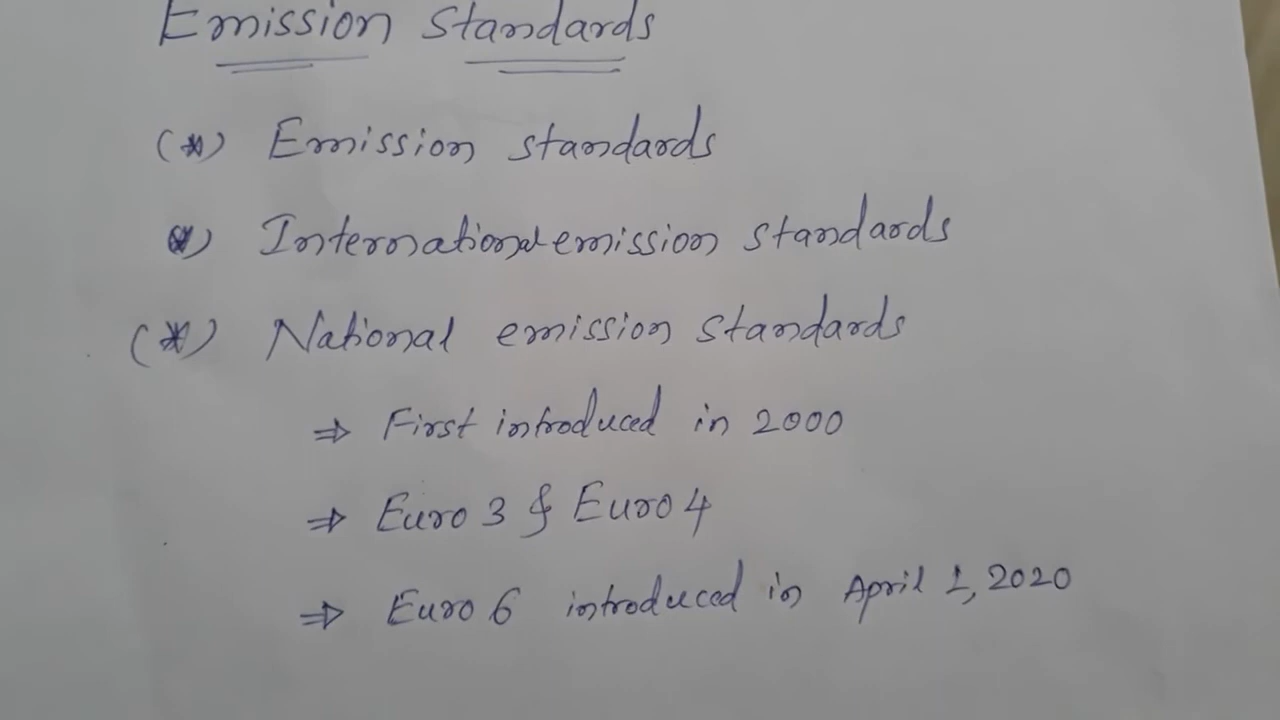 Emission Standards
(*) Emission standards
(*) International emission standards
(*) National emission standards
⇒ First introduced in 2000
⇒ Euro 3 & Euro 4
⇒ Euro 6 introduced in April 1, 2020